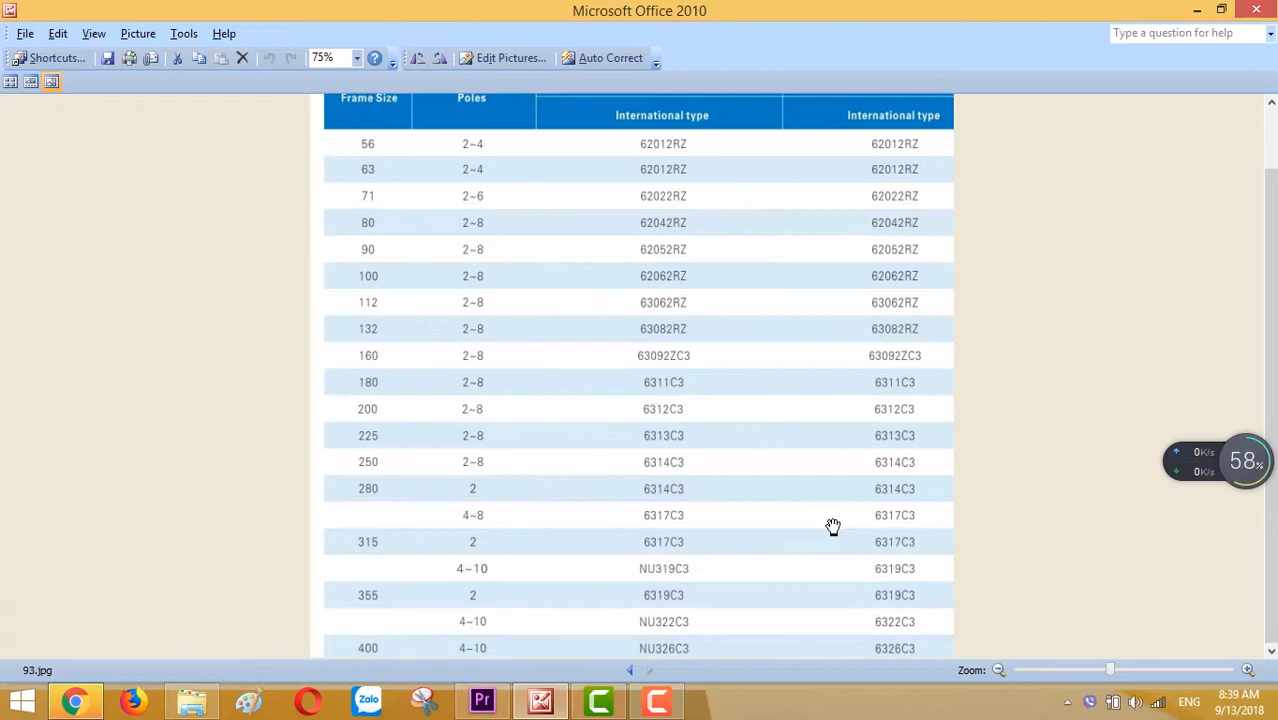 Microsoft Office 2010
File Edit View Picture Tools Help
Type a question for help
Shortcuts...
75%
Edit Pictures...
Auto Correct
Frame Size Poles
International type International type
56 2~4 62012RZ 62012RZ
63 2~4 62012RZ 62012RZ
71 2~6 62022RZ 62022RZ
80 2~8 62042RZ 62042RZ
90 2~8 62052RZ 62052RZ
100 2~8 62062RZ 62062RZ
112 2~8 63062RZ 63062RZ
132 2~8 63082RZ 63082RZ
160 2~8 63092ZC3 63092ZC3
180 2~8 6311C3 6311C3
200 2~8 6312C3 6312C3
225 2~8 6313C3 6313C3
250 2~8 6314C3 6314C3
280 2 6314C3 6314C3
4~8 6317C3 6317C3
315 2 6317C3 6317C3
4~10 NU319C3 6319C3
355 2 6319C3 6319C3
4~10 NU322C3 6322C3
400 4~10 NU326C3 6326C3
0K/s
0K/s
58%
93.jpg
Zoom:
Zalo
Pr
ENG
8:39 AM
9/13/2018